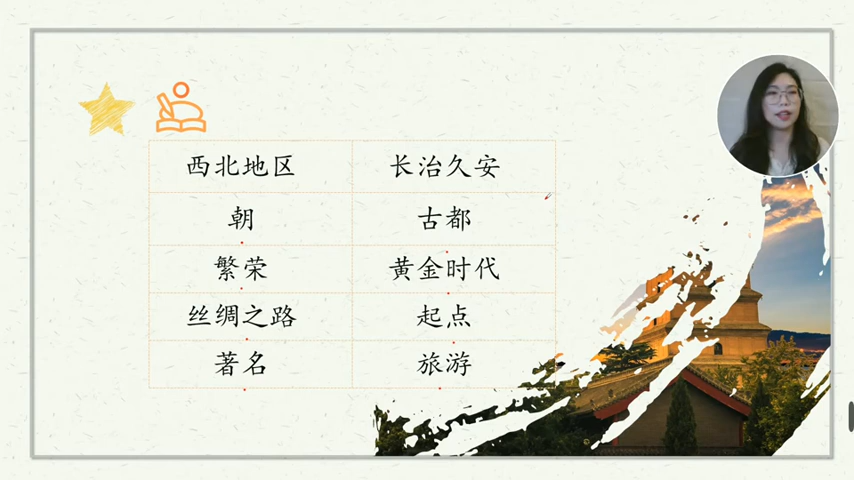 西北地区 长治久安
朝 古都
繁荣 黄金时代
丝绸之路 起点
著名 旅游